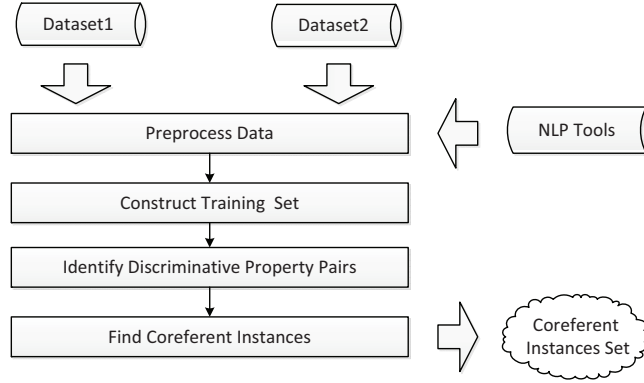 Dataset1
Dataset2
Preprocess Data
NLP Tools
Construct Training Set
Identify Discriminative Property Pairs
Find Coreferent Instances
Coreferent
Instances Set